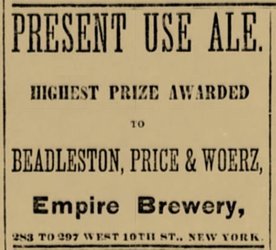 PRESENT USE ALE.
HIGHEST PRIZE AWARDED
TO
BEADLESTON, PRICE & WOERZ,
Empire Brewery,
283 TO 297 WEST 10TH ST., NEW YORK.